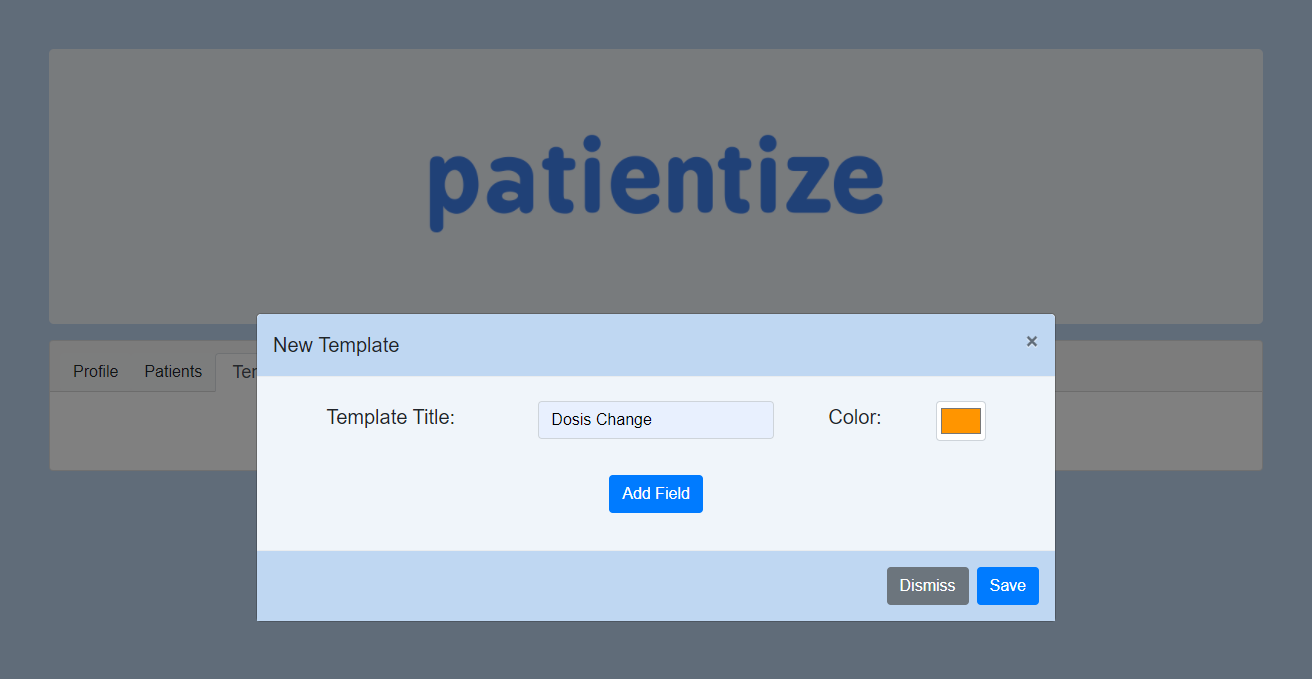 patientize
New Template ×
Profile Patients Ter
Template Title: Dosis Change Color:
Add Field
Dismiss Save